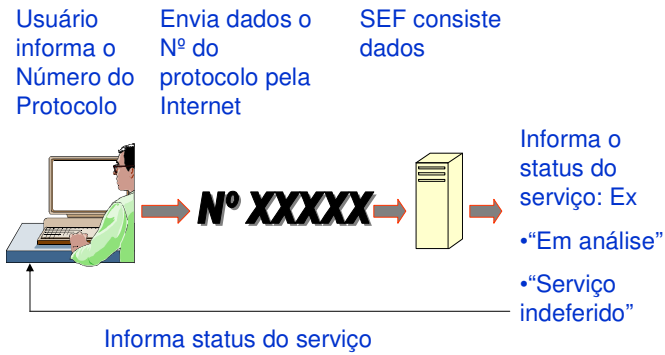 Usuário
informa o
Número do
Protocolo
Envia dados o
Nº do
protocolo pela
Internet
SEF consiste
dados
Nº XXXXX
Informa o
status do
serviço: Ex
•“Em análise”
•“Serviço
indeferido”
Informa status do serviço